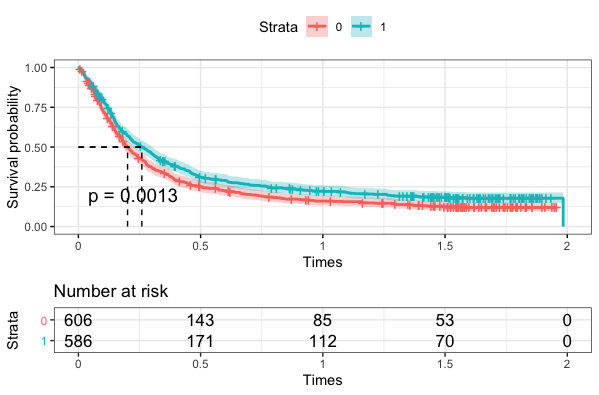 Strata 0 1
Survival probability
1.00
0.75
0.50
0.25
0.00
p = 0.0013
0 0.5 1 1.5 2
Times
Number at risk
Strata
0 606 143 85 53 0
1 586 171 112 70 0
0 0.5 1 1.5 2
Times